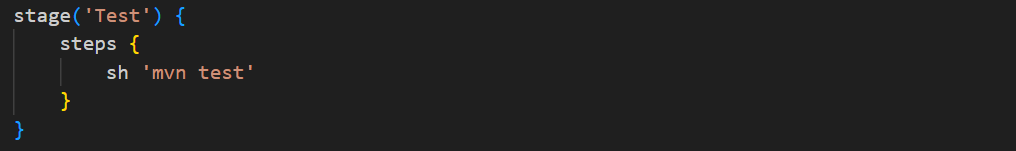 stage('Test') {
    steps {
        sh 'mvn test'
    }
}